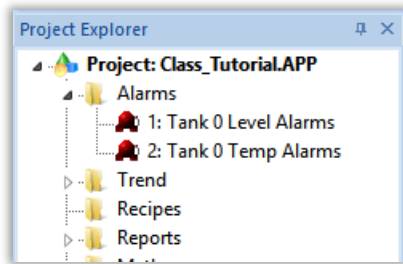 Project Explorer
Project: Class_Tutorial.APP
Alarms
1: Tank 0 Level Alarms
2: Tank 0 Temp Alarms
Trend
Recipes
Reports